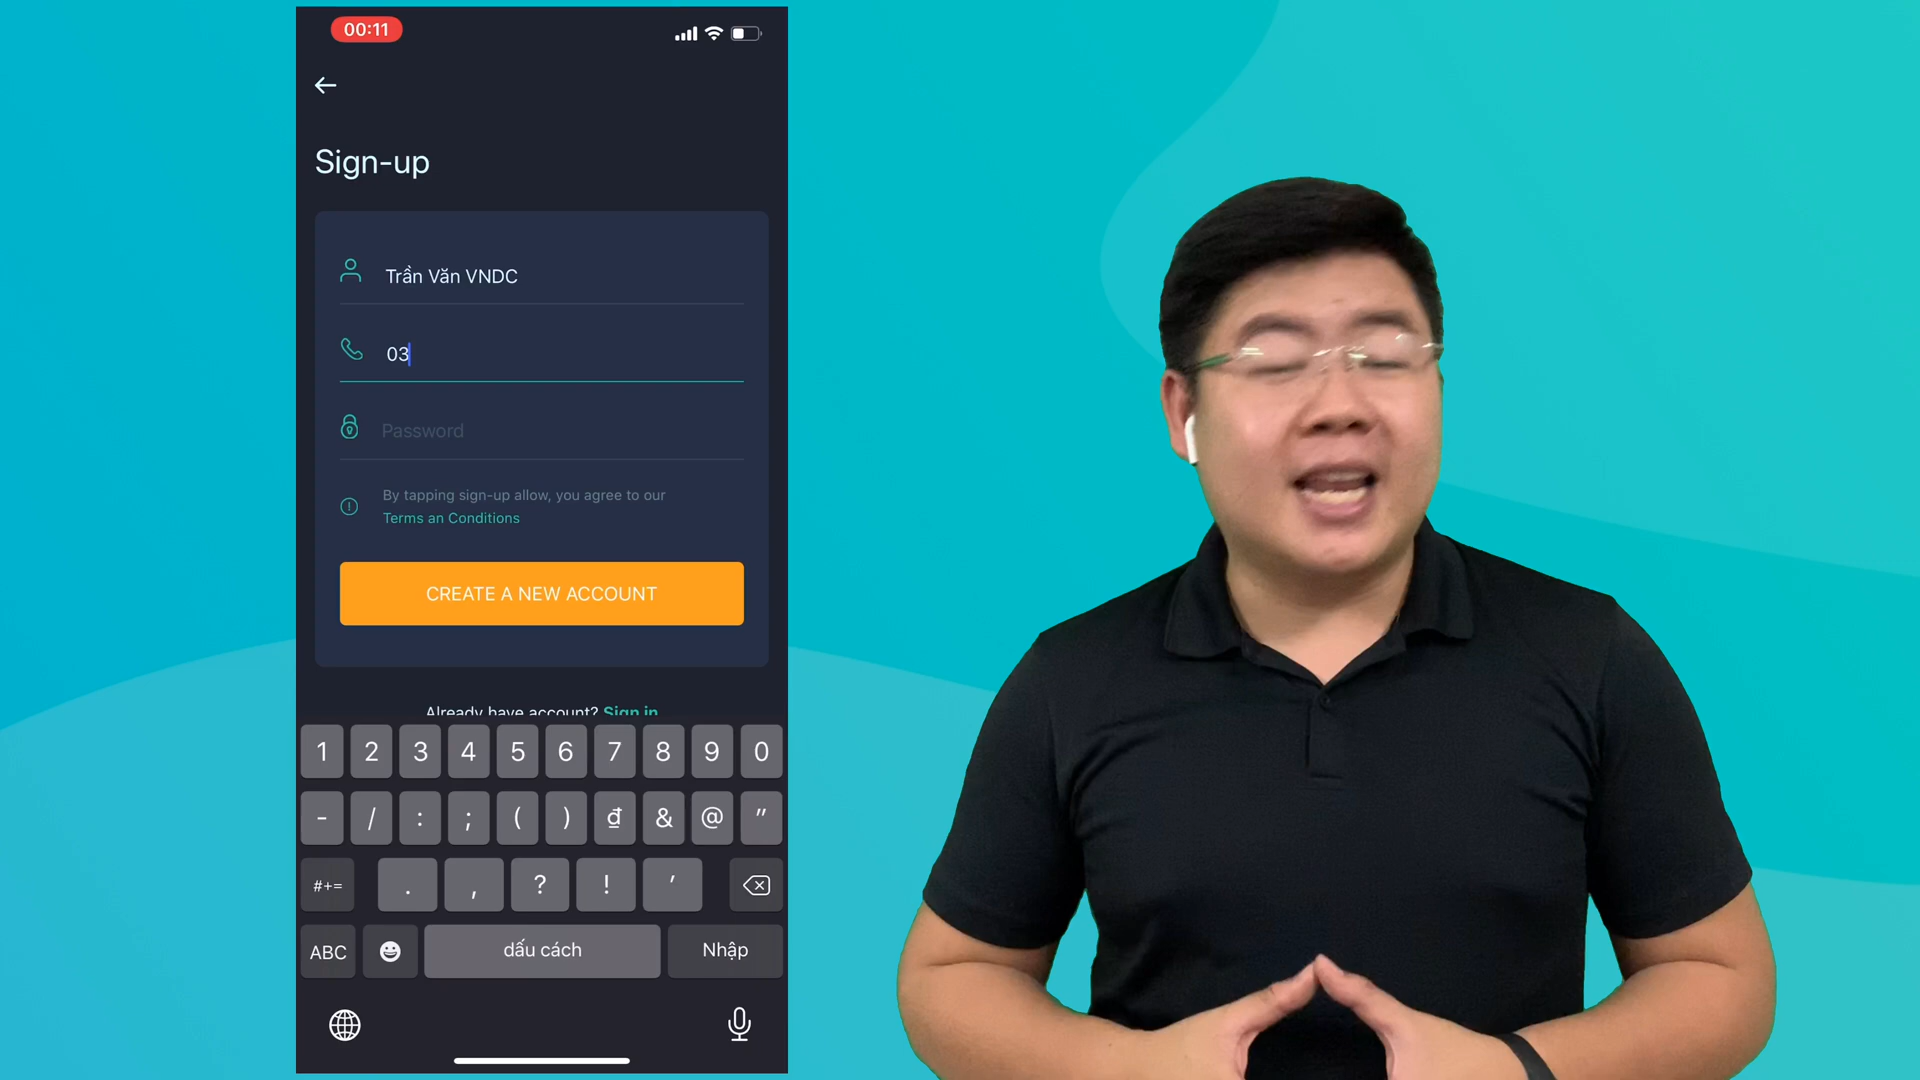 00:11
Sign-up
Trần Văn VNDC
03
Password
By tapping sign-up allow, you agree to our
Terms an Conditions
CREATE A NEW ACCOUNT
Already have account? Sign in
1 2 3 4 5 6 7 8 9 0
- / : ; ( ) ₫ & @ "
#+= . , ? ! '
ABC dấu cách Nhập